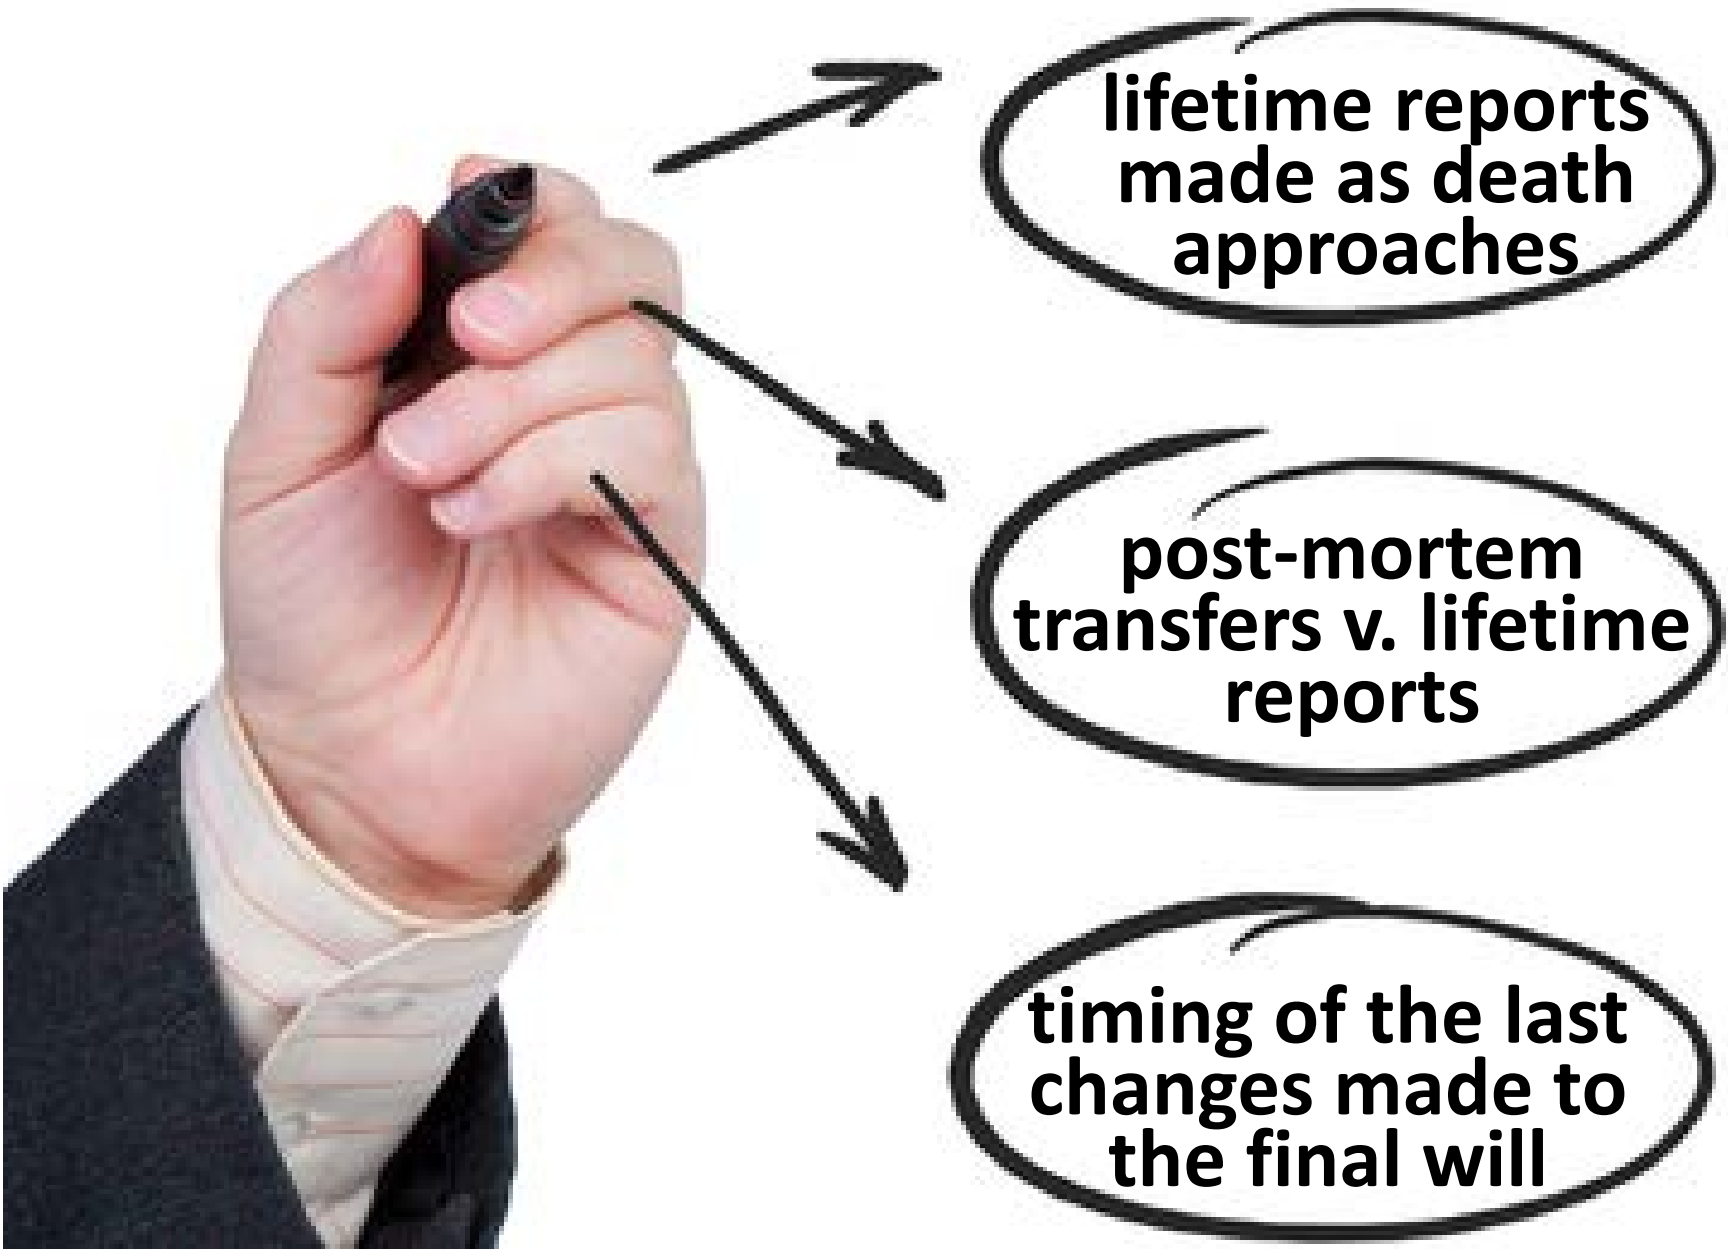 lifetime reports
made as death
approaches
post-mortem
transfers v. lifetime
reports
timing of the last
changes made to
the final will